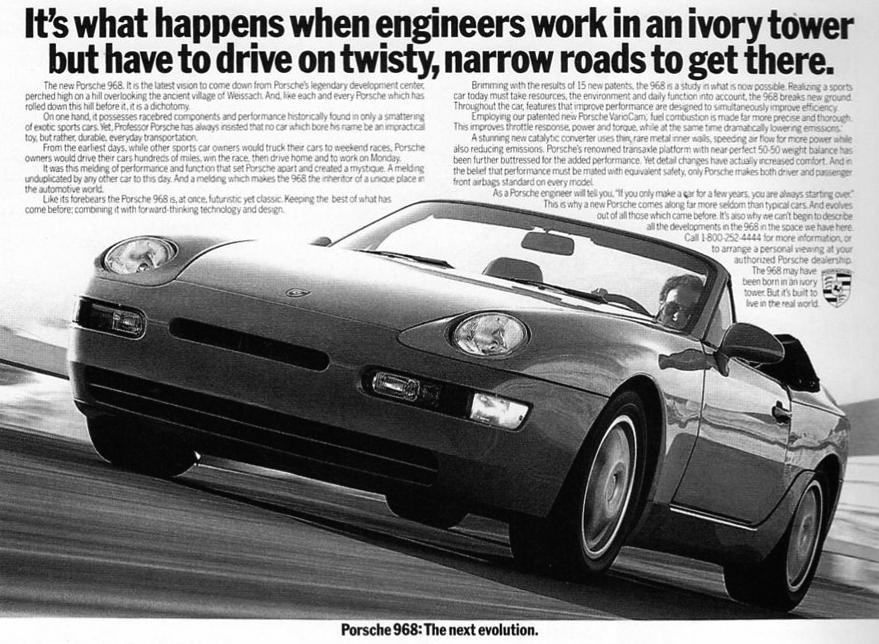 It's what happens when engineers work in an ivory tower
but have to drive on twisty, narrow roads to get there.
The new Porsche 968. It is the latest vision to come down from Porsche's legendary development center,
perched high on a hill overlooking the ancient village of Weissach. And, like each and every Porsche which has
rolled down this hill before it, it is a dichotomy.
On one hand, it possesses racebred components and performance historically found in only a smattering
of exotic sports cars. Yet, Professor Porsche has always insisted that no car which bore his name be an impractical
toy, but rather, durable, everyday transportation.
From the earliest days, while other sports car owners would truck their cars to weekend races, Porsche
owners would drive their cars hundreds of miles, win the race, then drive home and to work on Monday.
It was this melding of performance and function that set Porsche apart and created a mystique. A melding
unduplicated by any other car to this day. And a melding which makes the 968 the inheritor of a unique place in
the automotive world.
Like its forebears the Porsche 968 is, at once, futuristic yet classic. Keeping the best of what has
come before; combining it with forward-thinking technology and design.
Brimming with the results of 15 new patents, the 968 is a study in what is now possible. Realizing a sports
car today must take resources, the environment and daily function into account, the 968 breaks new ground.
Throughout the car, features that improve performance are designed to simultaneously improve efficiency.
Employing our patented new Porsche VarioCam, fuel combustion is made far more precise and thorough.
This improves throttle response, power and torque, while at the same time dramatically lowering emissions.
A stunning new catalytic converter uses thin, rare metal inner walls, speeding air flow for more power while
also reducing emissions. Porsche's renowned transaxle platform with near perfect 50-50 weight balance has
been further buttressed for the added performance. Yet detail changes have actually increased comfort. And in
the belief that performance must be mated with equivalent safety, only Porsche makes both driver and passenger
front airbags standard on every model.
As a Porsche engineer will tell you, "If you only make a car for a few years, you are always starting over."
This is why a new Porsche comes along far more seldom than typical cars. And evolves
out of all those which came before. It's also why we can't begin to describe
all the developments in the 968 in the space we have here.
Call 1-800-252-4444 for more information, or
to arrange a personal viewing at your
authorized Porsche dealership.
The 968 may have
been born in an ivory
tower. But it's built to
live in the real world.
Porsche 968: The next evolution.